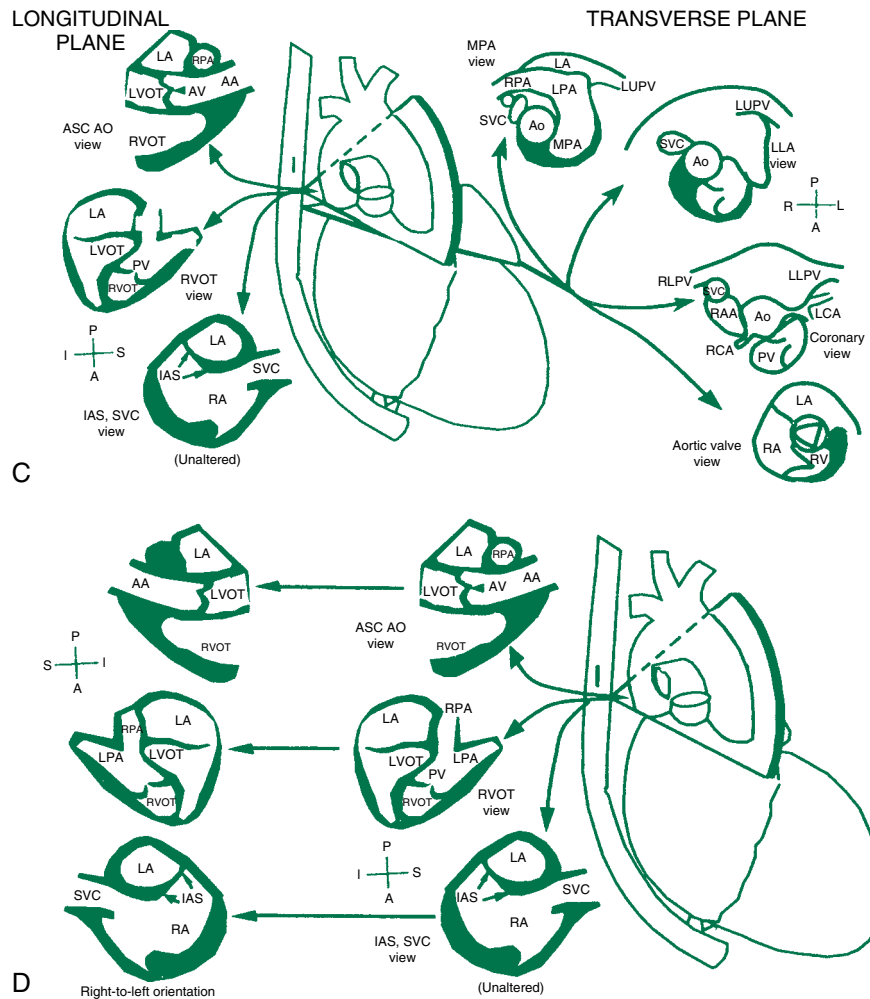 LONGITUDINAL
PLANE
LA
RPA
LVOT
AV
AA
RVOT
ASC AO
view
LA
LVOT
PV
RVOT
RVOT
view
P
I
S
A
LA
IAS
SVC
RA
IAS, SVC
view
(Unaltered)
TRANSVERSE PLANE
MPA
view
LA
RPA
LPA
LUPV
SVC
Ao
MPA
LUPV
SVC
Ao
LLA
view
P
R
L
A
RLPV
LLPV
SVC
RAA
Ao
LCA
RCA
PV
Coronary
view
LA
RA
RV
Aortic valve
view
C
LA
AA
LVOT
RVOT
LA
RPA
LVOT
AV
AA
RVOT
ASC AO
view
P
S
I
A
RPA
LA
LPA
LVOT
RVOT
LA
RPA
LVOT
LPA
PV
RVOT
RVOT
view
P
I
S
A
LA
SVC
IAS
RA
LA
IAS
SVC
RA
IAS, SVC
view
D
Right-to-left orientation
(Unaltered)